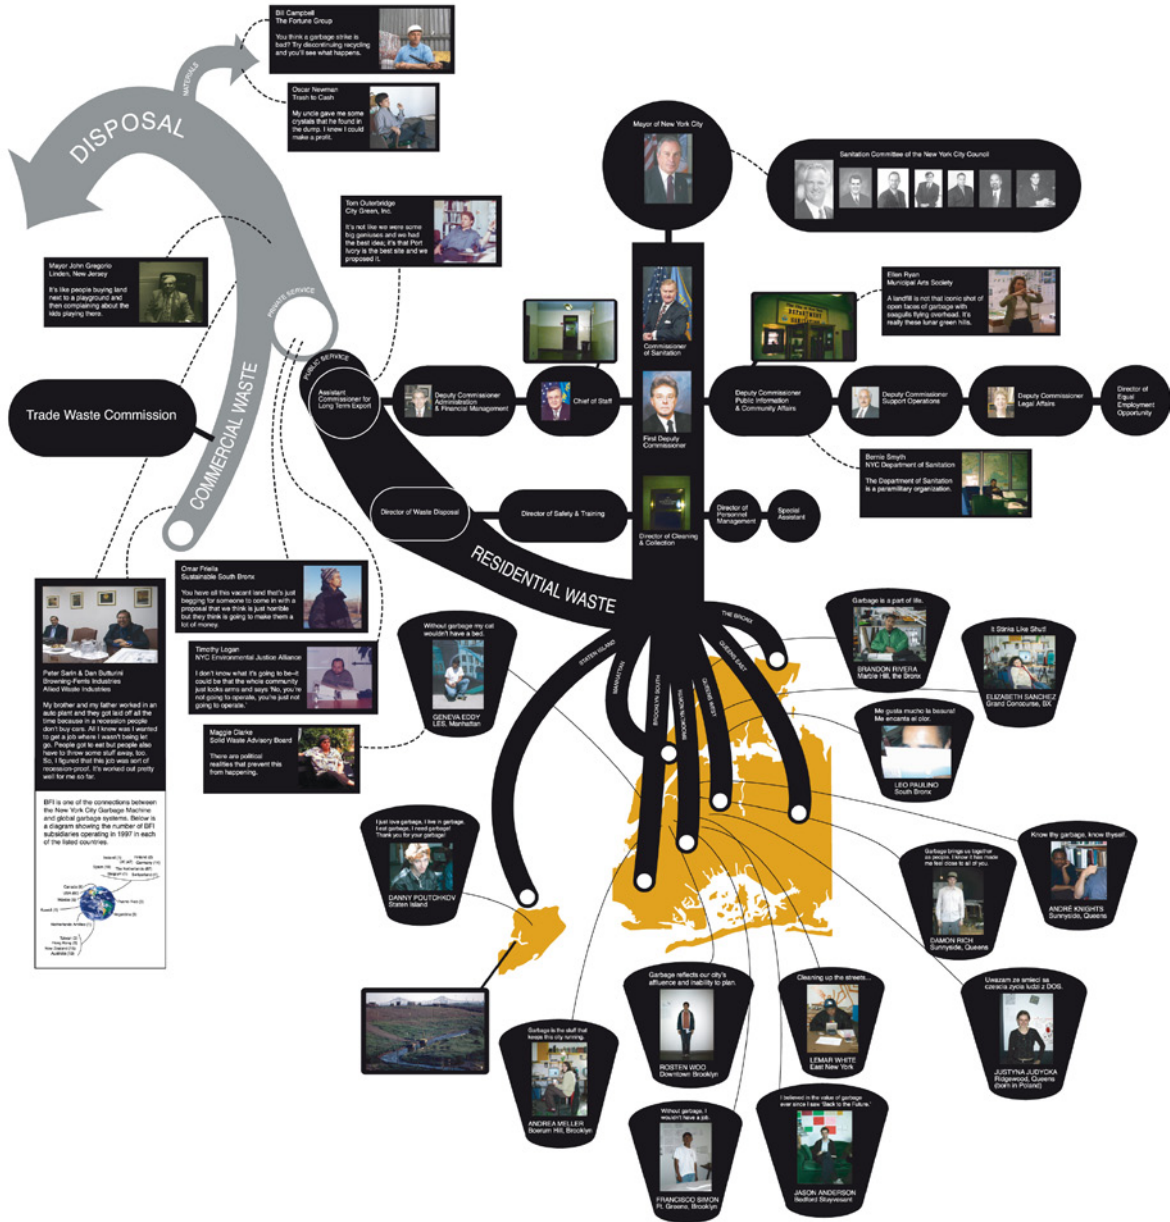 Bill Campbell
The Fortune Group
You think a garbage strike is
bad? Try discontinuing recycling
and you'll see what happens.
MATERIALS
Oscar Newman
Trash to Cash
My uncle gave me some
crystals that he found in
the dump. I knew I could
make a profit.
DISPOSAL
Mayor of New York City
Sanitation Committee of the New York City Council
Tom Outerbridge
City Green, Inc.
It's not like we were some
big geniuses and we had
the best idea; it's that Port
Ivory is the best site and we
proposed it.
Mayor John Gregorio
Linden, New Jersey
It's like people buying land
next to a playground and
then complaining about the
kids playing there.
PRIVATE SERVICE
Ellen Ryan
Municipal Arts Society
A landfill is not that iconic shot of
open faces of garbage with
seagulls flying overhead. It's
really these lunar green hills.
DEPARTMENT
SANITATION
Commissioner
of Sanitation
PUBLIC SERVICE
Assistant
Commissioner for
Long Term Export
Deputy Commissioner
Administration
& Financial Management
Chief of Staff
First Deputy
Commissioner
Deputy Commissioner
Public Information
& Community Affairs
Deputy Commissioner
Support Operations
Deputy Commissioner
Legal Affairs
Director of
Equal
Employment
Opportunity
Trade Waste Commission
COMMERCIAL WASTE
Bernie Smyth
NYC Department of Sanitation
The Department of Sanitation
is a paramilitary organization.
Director of Waste Disposal
Director of Safety & Training
Director of Cleaning
& Collection
Director of
Personnel
Management
Special
Assistant
RESIDENTIAL WASTE
Omar Friella
Sustainable South Bronx
You have all this vacant land that's just
begging for someone to come in with a
proposal that we think is just horrible
but they think is going to make them a
lot of money.
Timothy Logan
NYC Environmental Justice Alliance
I don't know what it's going to be–it
could be that the whole community
just locks arms and says 'No, you're
not going to operate, you're just not
going to operate.'
Maggie Clarke
Solid Waste Advisory Board
There are political
realities that prevent this
from happening.
Peter Sarin & Dan Butturini
Browning-Ferris Industries
Allied Waste Industries
My brother and my father worked in an
auto plant and they got laid off all the
time because in a recession people
don't buy cars. All I knew was I wanted
to get a job where I wasn't being let
go. People got to eat but people also
have to throw some stuff away, too.
So, I figured that this job was sort of
recession-proof. It's worked out pretty
well for me so far.
BFI is one of the connections between
the New York City Garbage Machine
and global garbage systems. Below is
a diagram showing the number of BFI
subsidiaries operating in 1997 in each
of the listed countries.
STATEN ISLAND
MANHATTAN
BROOKLYN SOUTH
BROOKLYN NORTH
QUEENS WEST
QUEENS EAST
THE BRONX
Without garbage my cat
wouldn't have a bed.
GENEVA ECOY
LES, Manhattan
Garbage is a part of life.
BRANDON RIVERA
Marble Hill, the Bronx
It Stinks Like Shut!
ELIZABETH SANCHEZ
Grand Concourse, BX
Me gusta mucho la basura!
Me encanta el olor.
LEO PAULINO
South Bronx
I just love garbage, I live in garbage,
I eat garbage, I need garbage!
Thank you for your garbage!
DANNY POUTOHKOV
Staten Island
Garbage brings us together
as people. I know it has made
me feel close to all of you.
DAMON RICH
Sunnyside, Queens
Know thy garbage, know thyself.
ANDRÉ KNIGHTS
Sunnyside, Queens
Garbage is the stuff that
keeps this city running.
ANDREA MELLER
Boerum Hill, Brooklyn
Garbage reflects our city's
affluence and inability to plan.
ROSTEN WOO
Downtown Brooklyn
Cleaning up the streets...
LEMAR WHITE
East New York
Uwazam ze smieci sa
czescia zycia ludzi z DOS.
JUSTYNA JUDYCKA
Ridgewood, Queens
(born in Poland)
Without garbage, I
wouldn't have a job.
FRANCISCO SIMON
Ft. Greene, Brooklyn
I believed in the value of garbage
ever since I saw 'Back to the Future.'
JASON ANDERSON
Bedford Stuyvesant